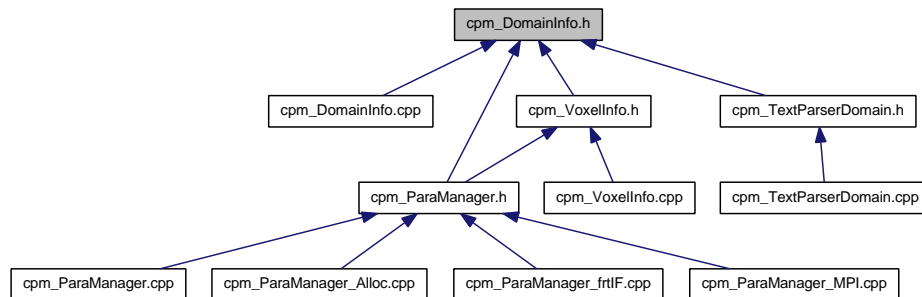 cpm_DomainInfo.h
cpm_DomainInfo.cpp
cpm_VoxelInfo.h
cpm_TextParserDomain.h
cpm_ParaManager.h
cpm_VoxelInfo.cpp
cpm_TextParserDomain.cpp
cpm_ParaManager.cpp
cpm_ParaManager_Alloc.cpp
cpm_ParaManager_frtIF.cpp
cpm_ParaManager_MPI.cpp